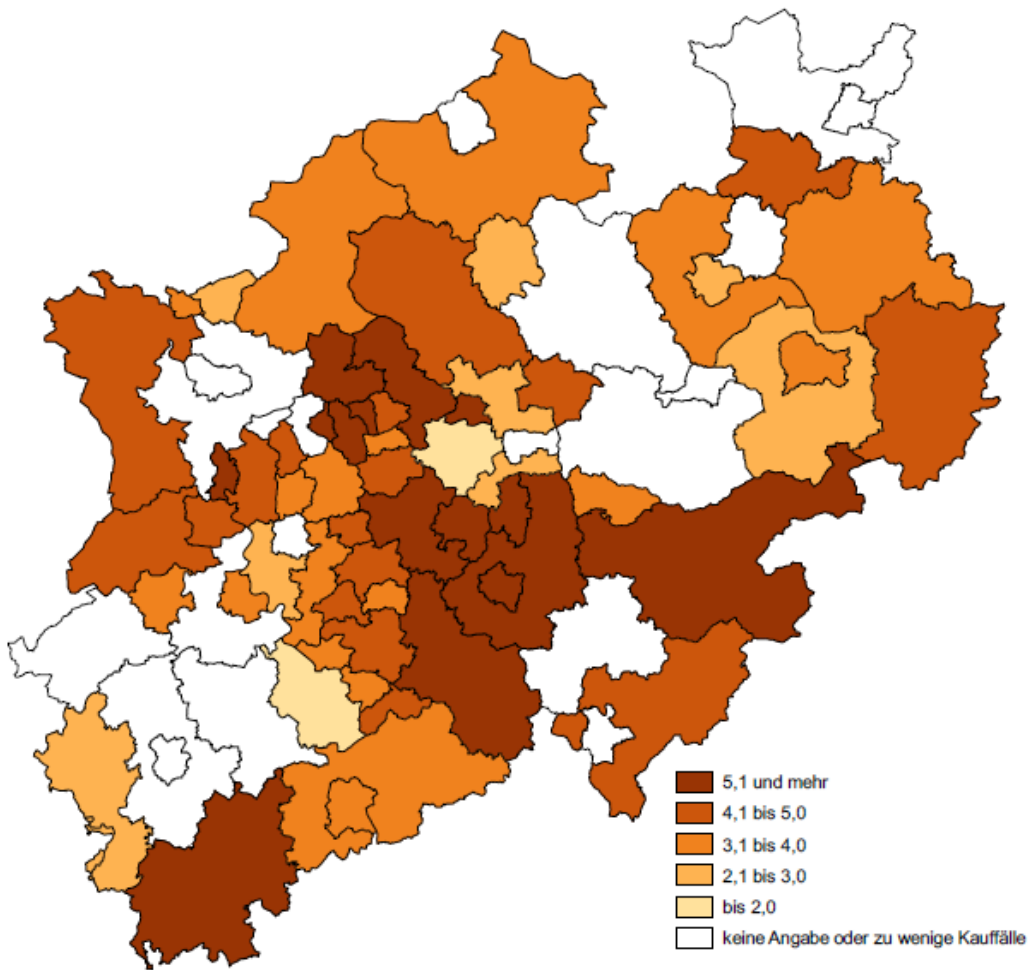 5,1 und mehr
4,1 bis 5,0
3,1 bis 4,0
2,1 bis 3,0
bis 2,0
keine Angabe oder zu wenige Kauffälle